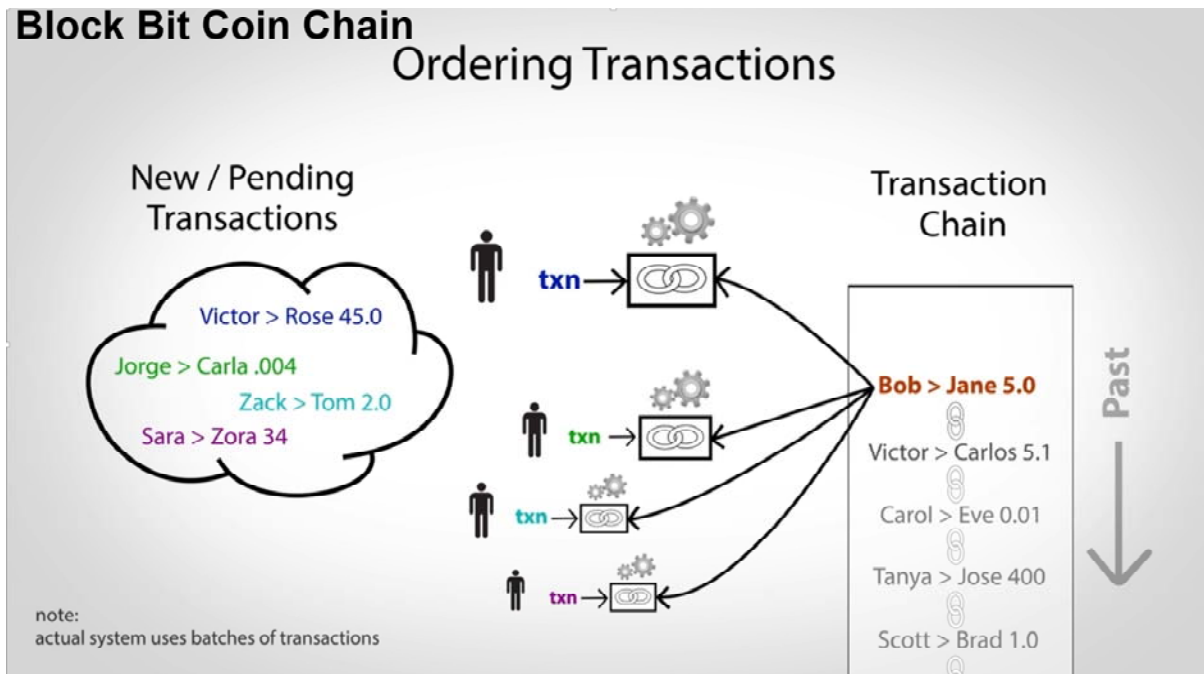 Block Bit Coin Chain
Ordering Transactions
New / Pending
Transactions
Victor > Rose 45.0
Jorge > Carla .004
Zack > Tom 2.0
Sara > Zora 34
txn
txn
txn
txn
Transaction
Chain
Bob > Jane 5.0
Victor > Carlos 5.1
Carol > Eve 0.01
Tanya > Jose 400
Scott > Brad 1.0
Past
note:
actual system uses batches of transactions